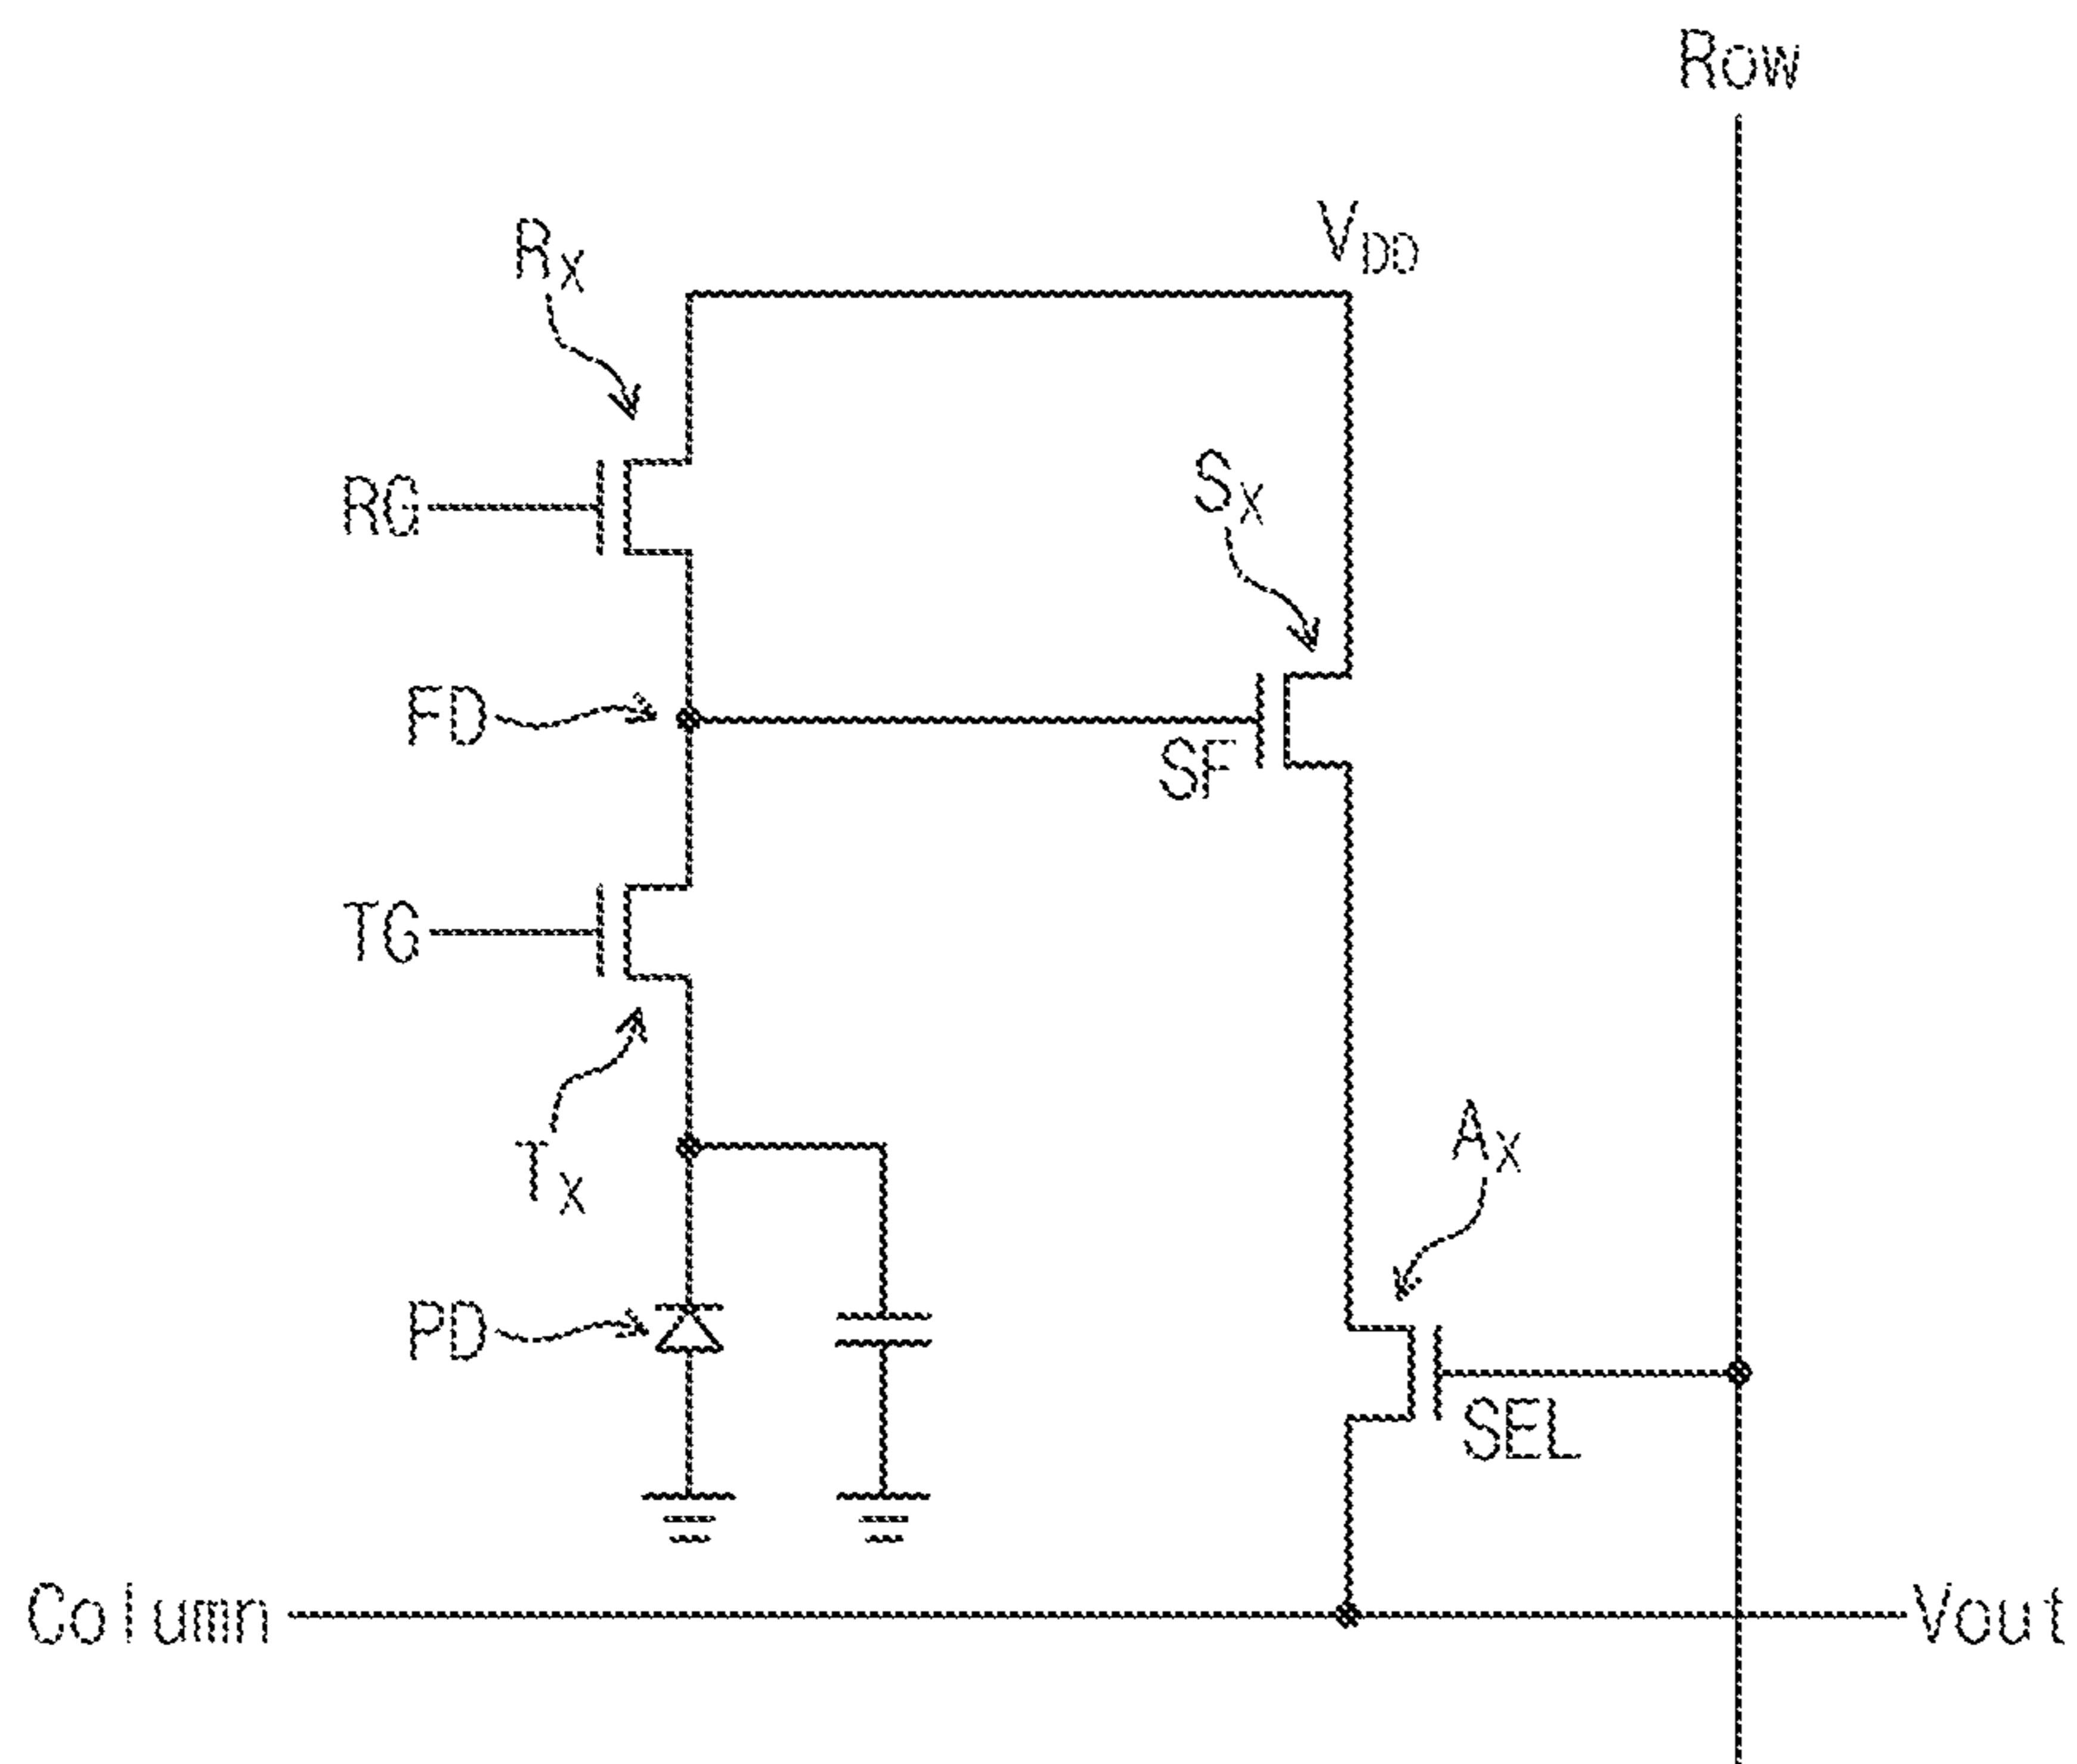 Row
VDD
RX
SX
RG
FD
SF
TG
TX
AX
PD
SEL
Column
Vout